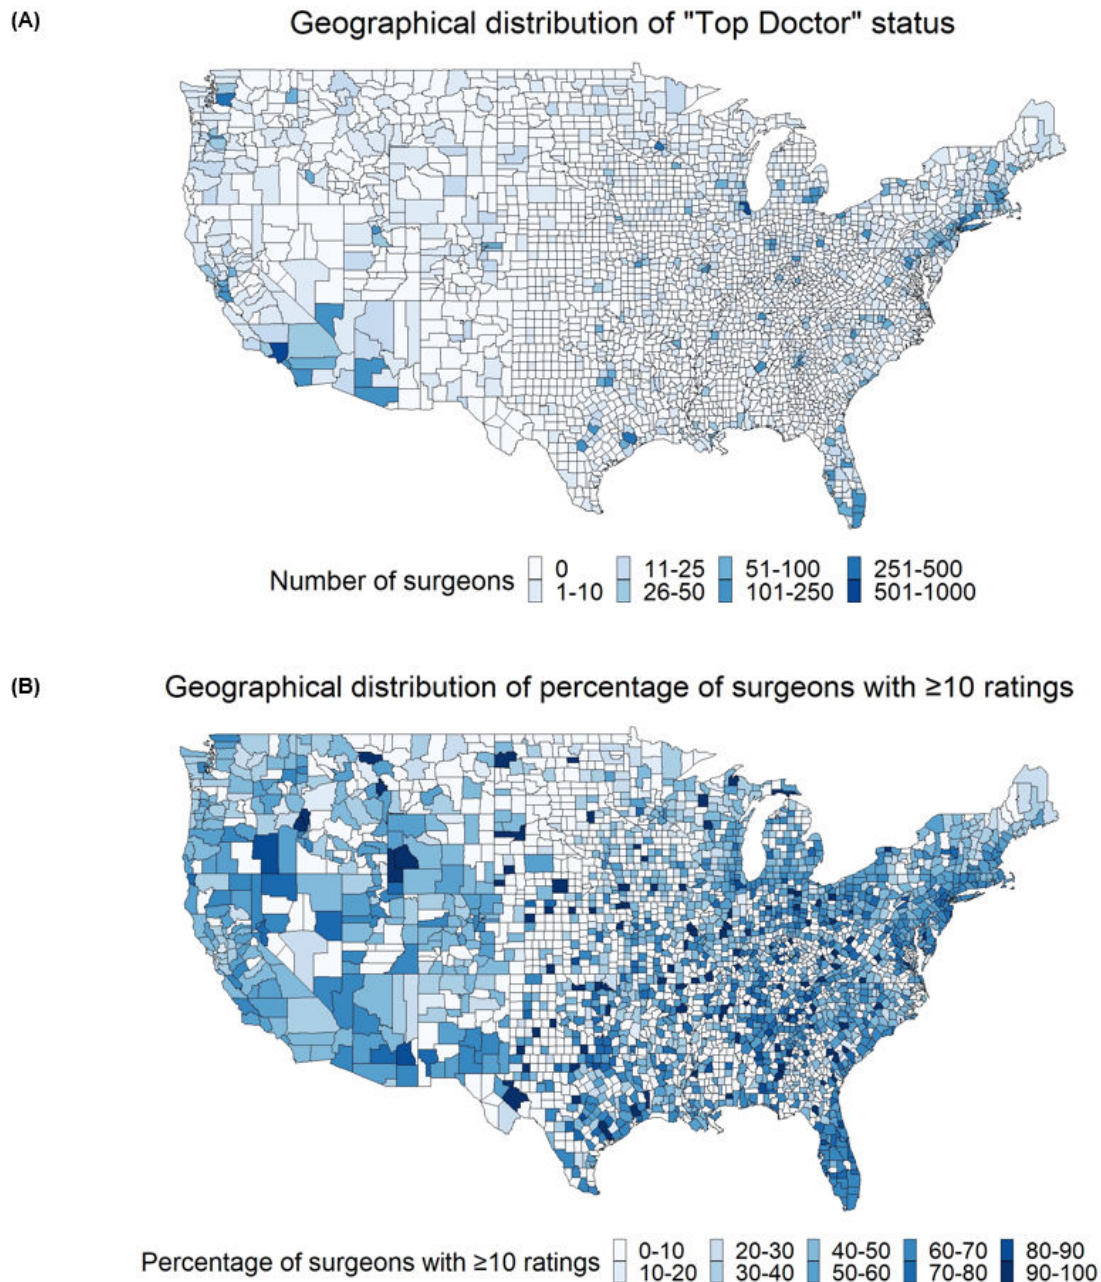 (A)
Geographical distribution of "Top Doctor" status
Number of surgeons
0 11-25 51-100 251-500
1-10 26-50 101-250 501-1000
(B)
Geographical distribution of percentage of surgeons with ≥10 ratings
Percentage of surgeons with ≥10 ratings
0-10 20-30 40-50 60-70 80-90
10-20 30-40 50-60 70-80 90-100